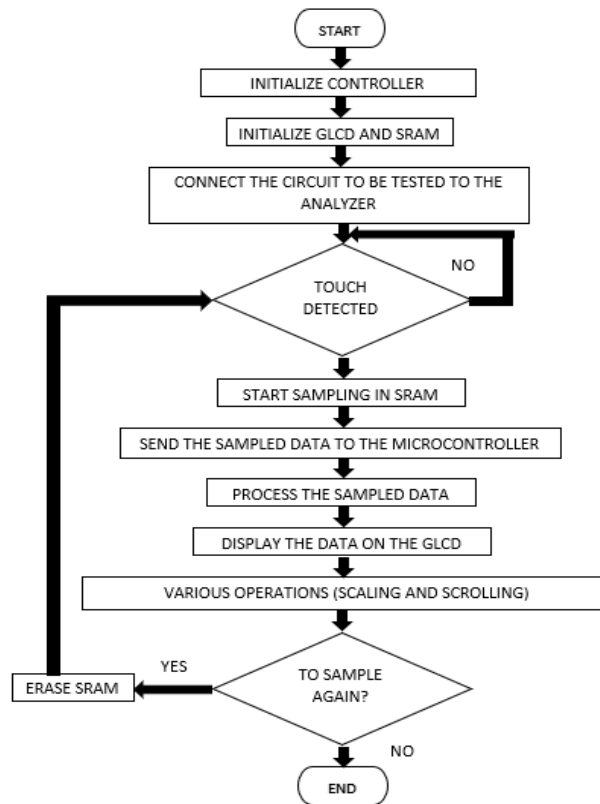 START
INITIALIZE CONTROLLER
INITIALIZE GLCD AND SRAM
CONNECT THE CIRCUIT TO BE TESTED TO THE
ANALYZER
NO
TOUCH
DETECTED
START SAMPLING IN SRAM
SEND THE SAMPLED DATA TO THE MICROCONTROLLER
PROCESS THE SAMPLED DATA
DISPLAY THE DATA ON THE GLCD
VARIOUS OPERATIONS (SCALING AND SCROLLING)
YES
TO SAMPLE
AGAIN?
ERASE SRAM
NO
END